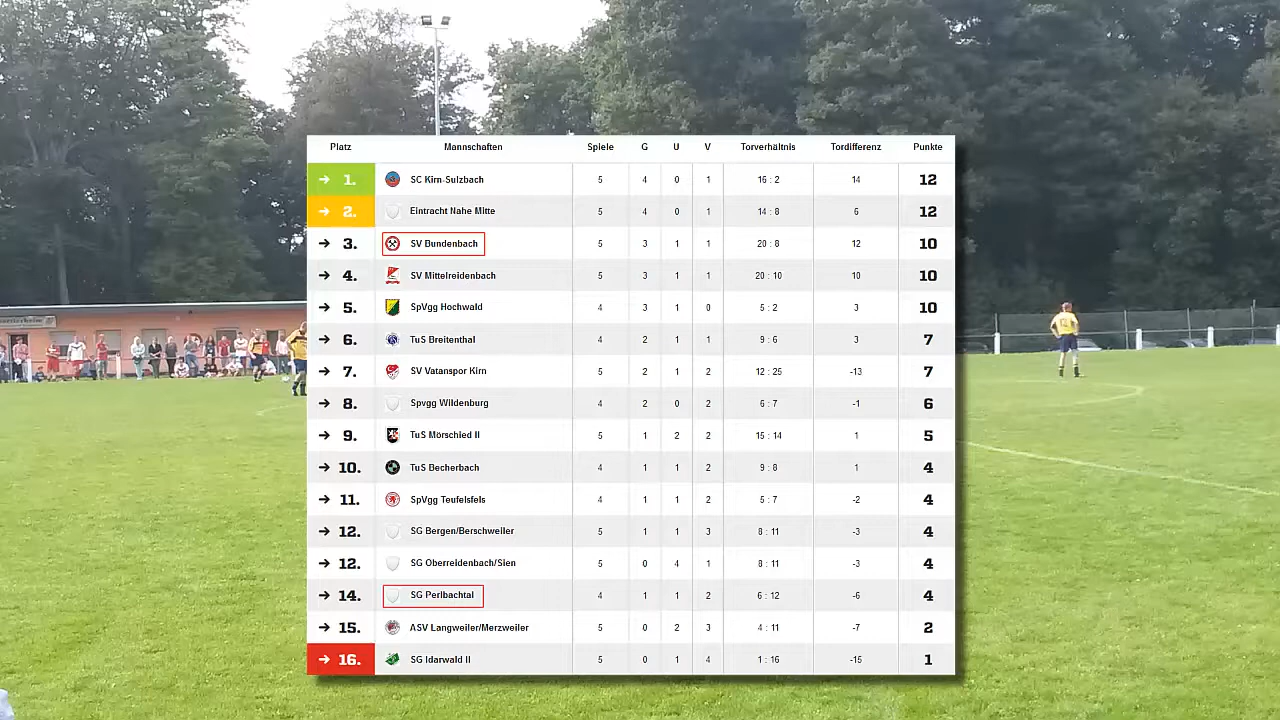 Platz Mannschaften Spiele G U V Torverhältnis Tordifferenz Punkte
→ 1. SC Kirn-Sulzbach 5 4 0 1 16 : 2 14 12
→ 2. Eintracht Nahe Mitte 5 4 0 1 14 : 8 6 12
→ 3. SV Bundenbach 5 3 1 1 20 : 8 12 10
→ 4. SV Mittelreidenbach 5 3 1 1 20 : 10 10 10
→ 5. SpVgg Hochwald 4 3 1 0 5 : 2 3 10
→ 6. TuS Breitenthal 4 2 1 1 9 : 6 3 7
→ 7. SV Vatanspor Kirn 5 2 1 2 12 : 25 -13 7
→ 8. Spvgg Wildenburg 4 2 0 2 6 : 7 -1 6
→ 9. TuS Mörschied II 5 1 2 2 15 : 14 1 5
→ 10. TuS Becherbach 4 1 1 2 9 : 8 1 4
→ 11. SpVgg Teufelsfels 4 1 1 2 5 : 7 -2 4
→ 12. SG Bergen/Berschweiler 5 1 1 3 8 : 11 -3 4
→ 12. SG Oberreidenbach/Sien 5 0 4 1 8 : 11 -3 4
→ 14. SG Perlbachtal 4 1 1 2 6 : 12 -6 4
→ 15. ASV Langweiler/Merzweiler 5 0 2 3 4 : 11 -7 2
→ 16. SG Idarwald II 5 0 1 4 1 : 16 -15 1